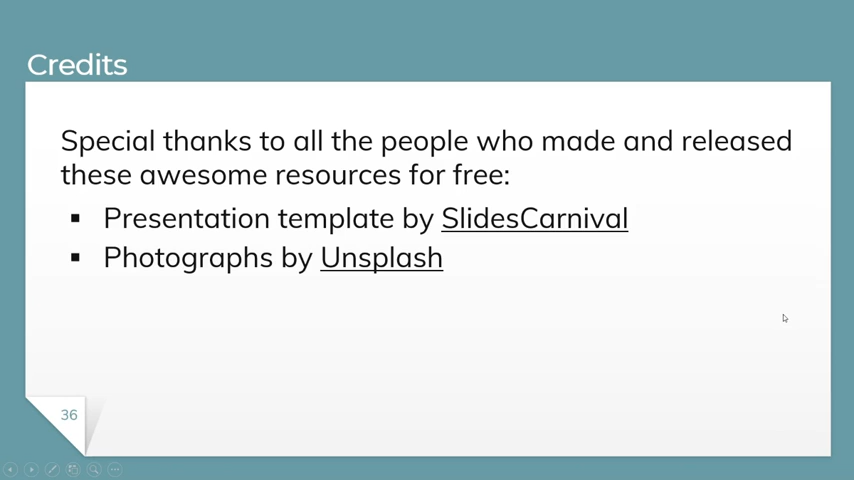 Credits
Special thanks to all the people who made and released
these awesome resources for free:
▪ Presentation template by SlidesCarnival
▪ Photographs by Unsplash
36